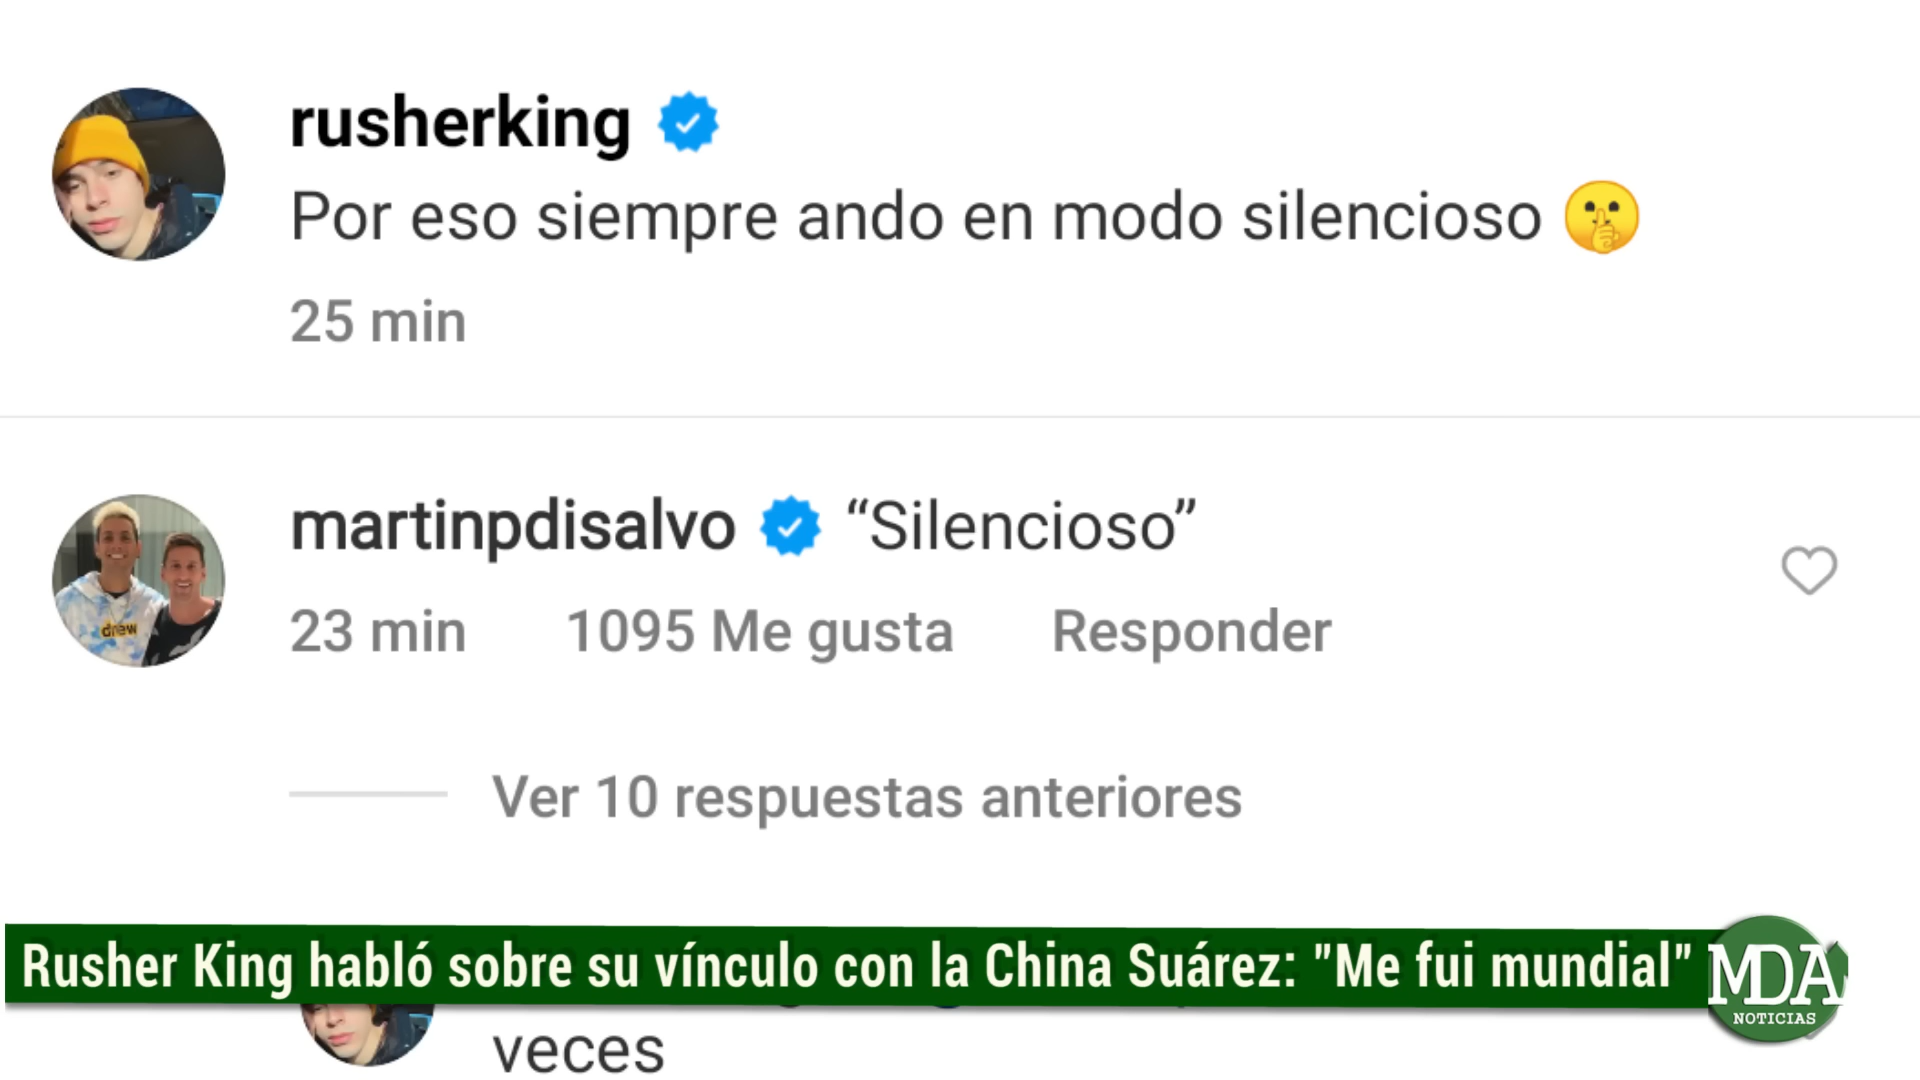 rusherking
Por eso siempre ando en modo silencioso 🤫
25 min
martinpdisalvo “Silencioso”
23 min 1095 Me gusta Responder
Ver 10 respuestas anteriores
Rusher King habló sobre su vínculo con la China Suárez: "Me fui mundial"
MDA
NOTICIAS
veces